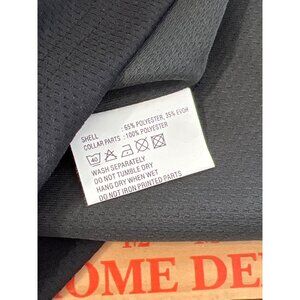 SHELL : 65% POLYESTER, 35% EVOH
COLLAR PARTS : 100% POLYESTER
40
WASH SEPARATELY
DO NOT TUMBLE DRY
HANG DRY WHEN WET
DO NOT IRON PRINTED PARTS
OME DE